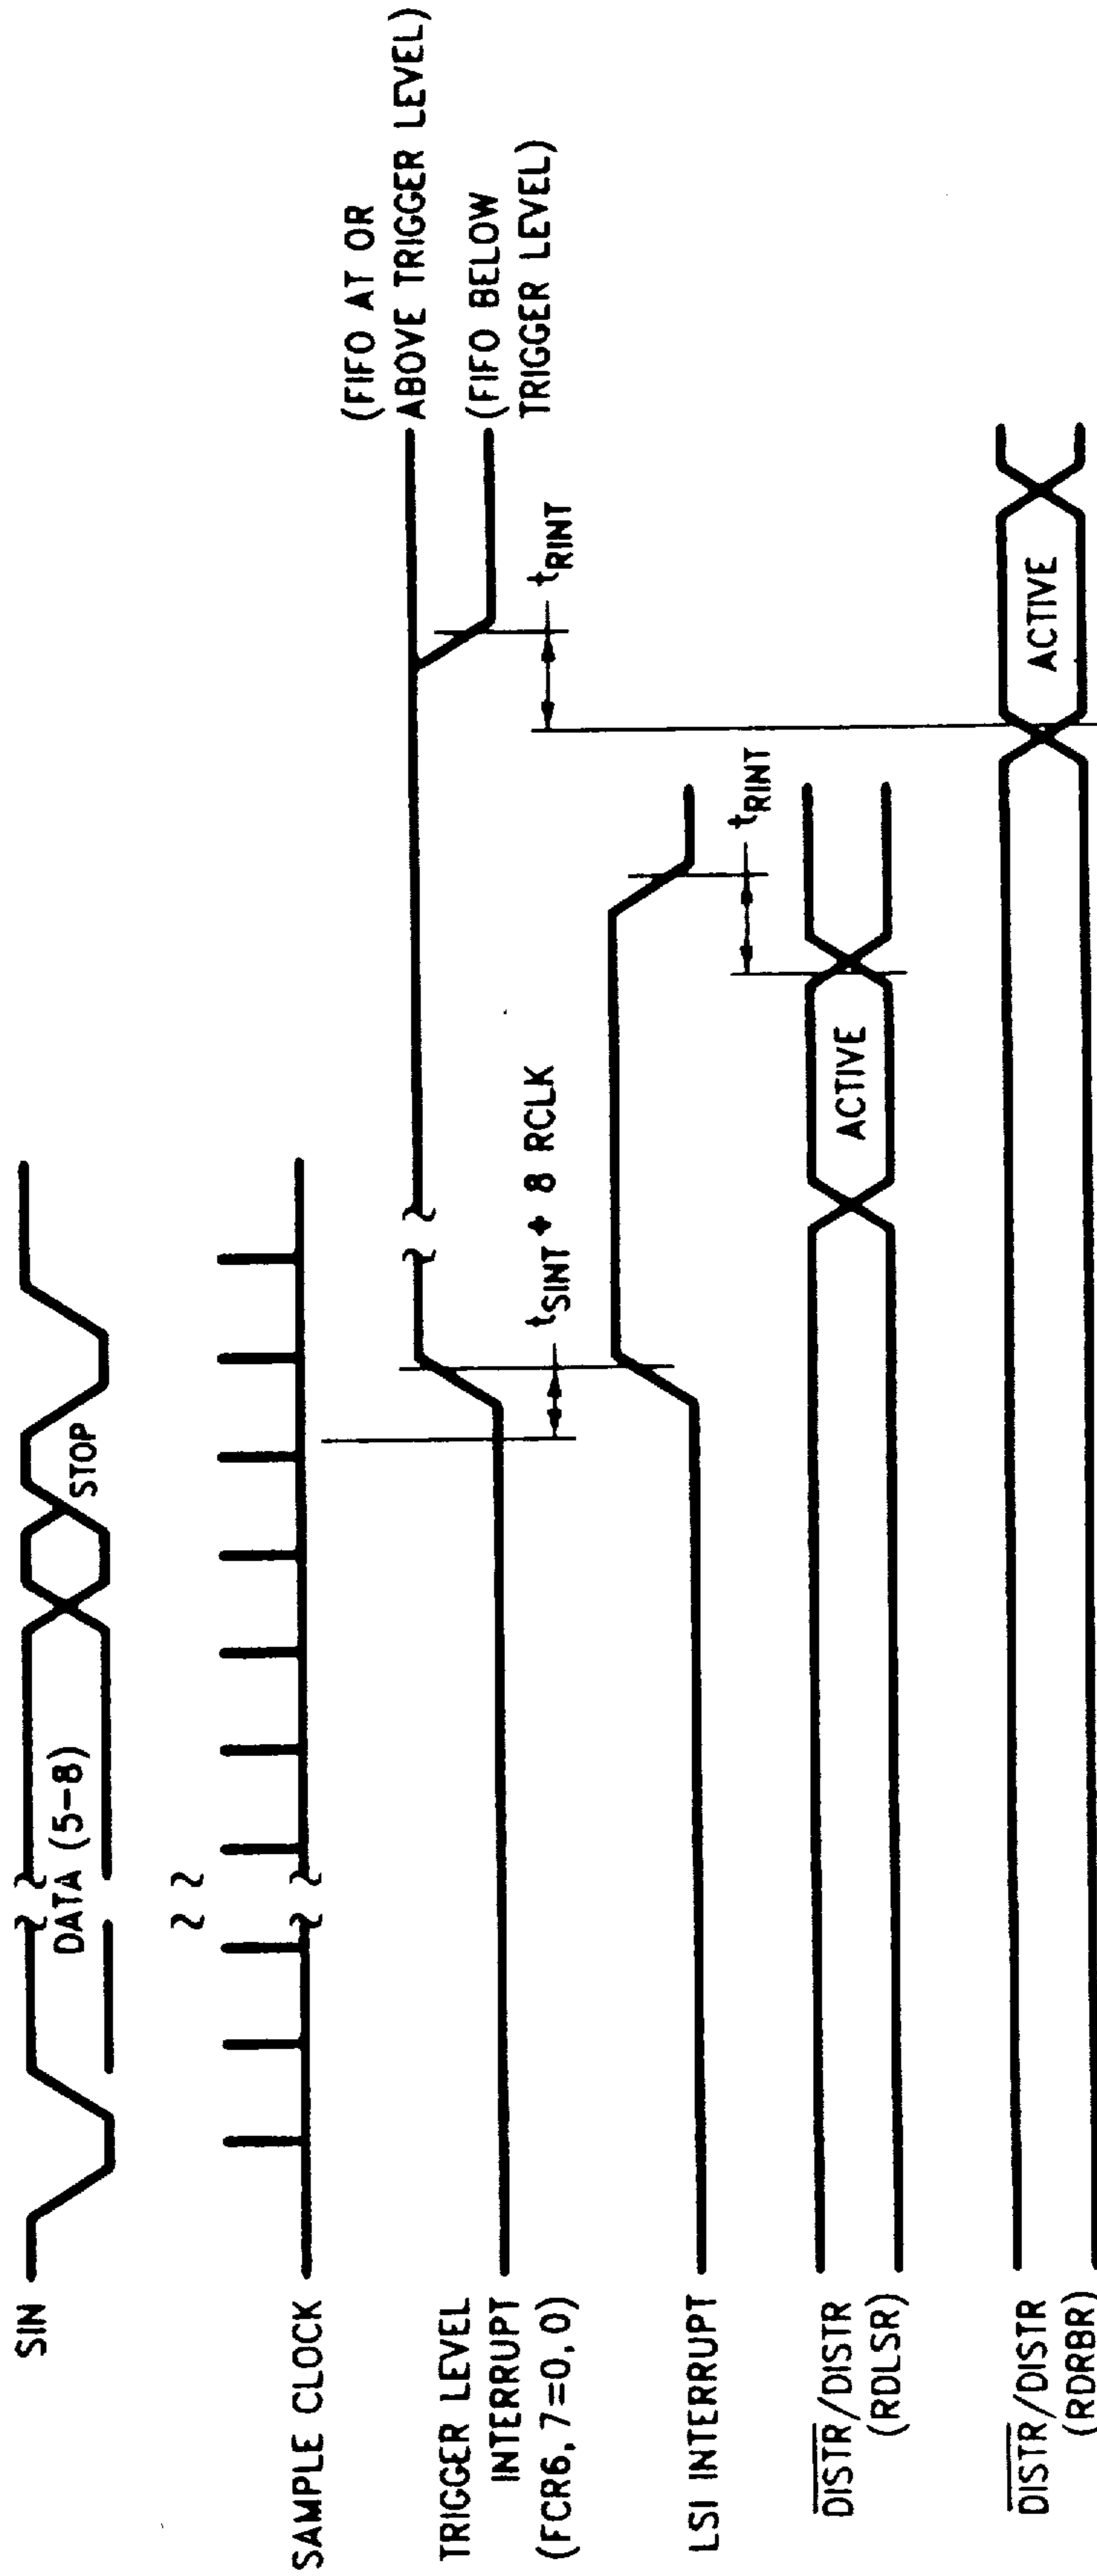 SIN
DATA (5-8)
STOP
SAMPLE CLOCK
TRIGGER LEVEL
INTERRUPT
(FCR6, 7=0, 0)
(FIFO AT OR
ABOVE TRIGGER LEVEL)
(FIFO BELOW
TRIGGER LEVEL)
tSINT + 8 RCLK
tRINT
LSI INTERRUPT
tRINT
DISTR/DISTR
(RDLSR)
ACTIVE
DISTR/DISTR
(RDRBR)
ACTIVE